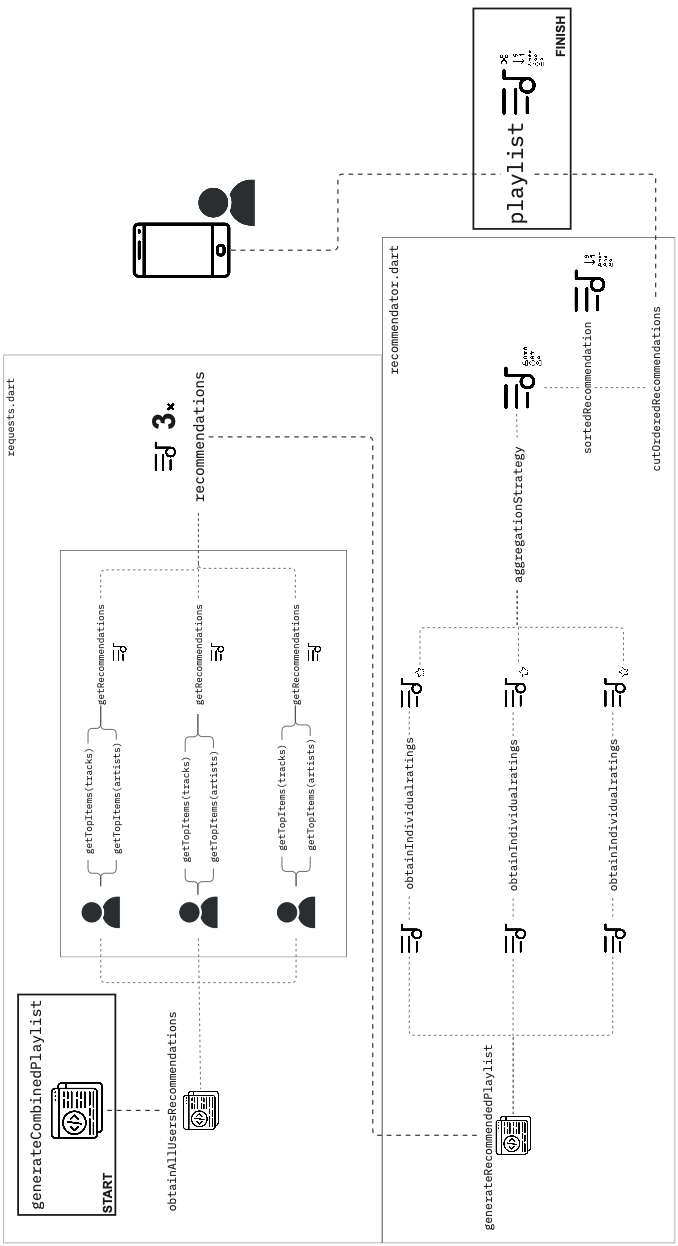 requests.dart
generateCombinedPlaylist
START
obtainAllUsersRecommendations
getTopItems(tracks)
getTopItems(artists)
getRecommendations
getTopItems(tracks)
getTopItems(artists)
getRecommendations
getTopItems(tracks)
getTopItems(artists)
getRecommendations
3x
recommendations
recommendator.dart
generateRecommendedPlaylist
obtainIndividualratings
obtainIndividualratings
obtainIndividualratings
aggregationStrategy
sortedRecommendation
cutOrderedRecommendations
playlist
FINISH